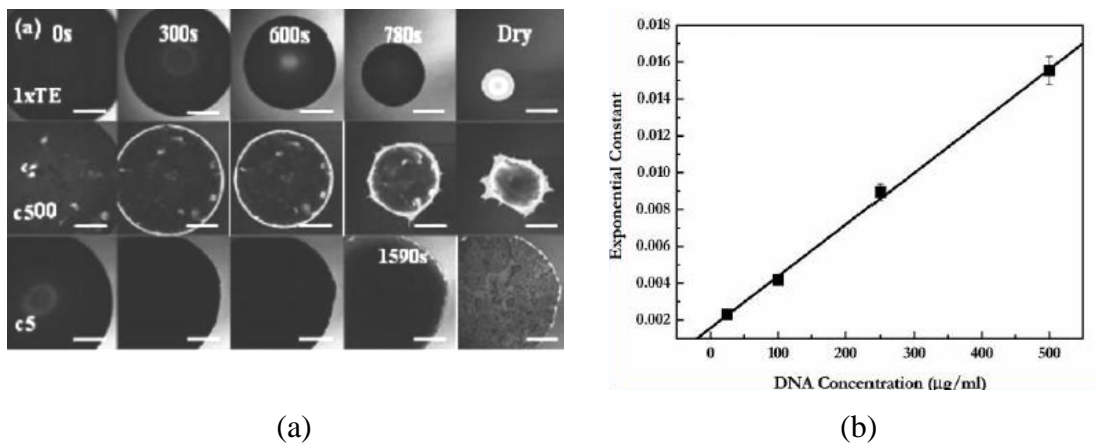 (a) 0s 300s 600s 780s Dry
1xTE
c500
1590s
c5
0.018
0.016
0.014
0.012
0.010
0.008
0.006
0.004
0.002
Exponential Constant
0 100 200 300 400 500
DNA Concentration (μg/ml)
(a) (b)